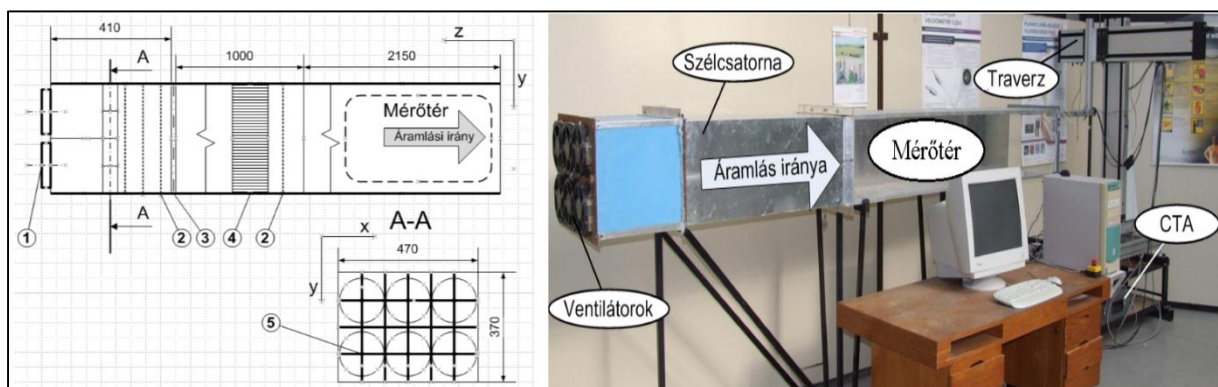 410
A
z
1000
2150
y
Mérőtér
Áramlási irány
A
1
2
3
4
2
A-A
x
470
y
5
370
Szélcsatorna
Traverz
Áramlás iránya
Mérőtér
CTA
Ventilátorok